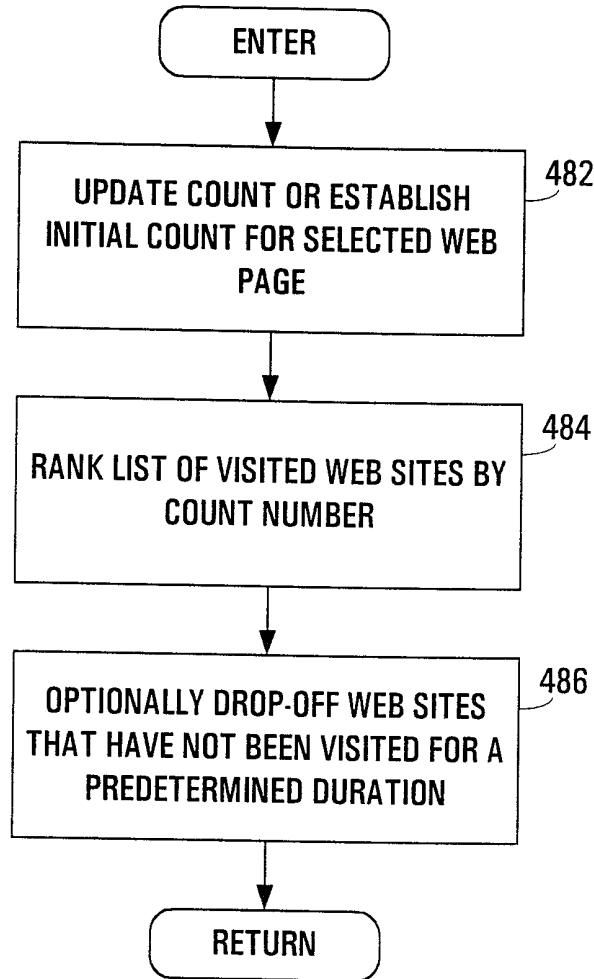 ENTER
482
UPDATE COUNT OR ESTABLISH
INITIAL COUNT FOR SELECTED WEB
PAGE
484
RANK LIST OF VISITED WEB SITES BY
COUNT NUMBER
486
OPTIONALLY DROP-OFF WEB SITES
THAT HAVE NOT BEEN VISITED FOR A
PREDETERMINED DURATION
RETURN